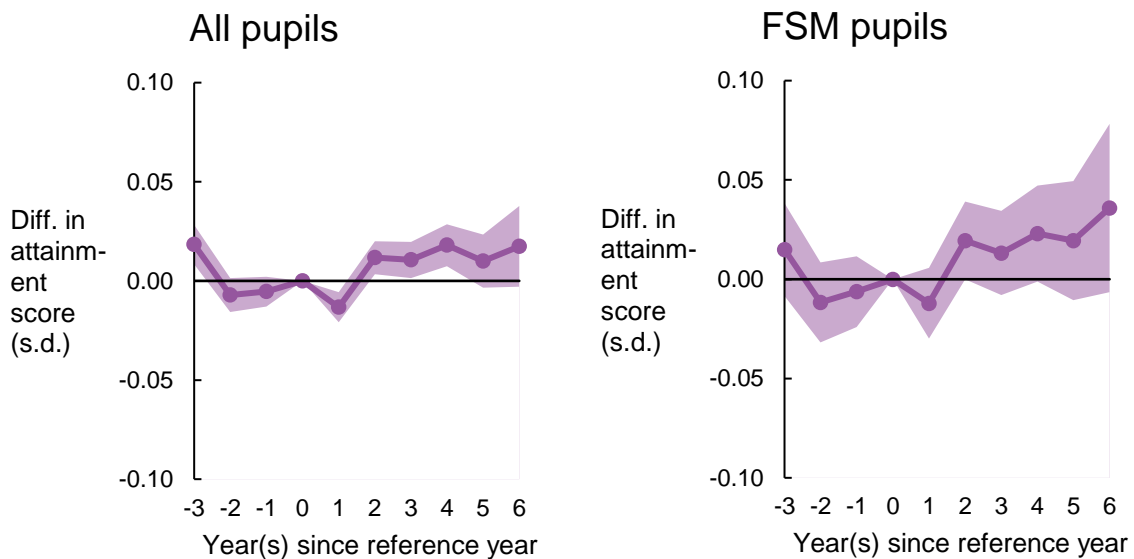 All pupils
0.10
0.05
0.00
-0.05
-0.10
Diff. in
attainm-
ent
score
(s.d.)
-3 -2 -1 0 1 2 3 4 5 6
Year(s) since reference year
FSM pupils
0.10
0.05
0.00
-0.05
-0.10
Diff. in
attainm-
ent
score
(s.d.)
-3 -2 -1 0 1 2 3 4 5 6
Year(s) since reference year